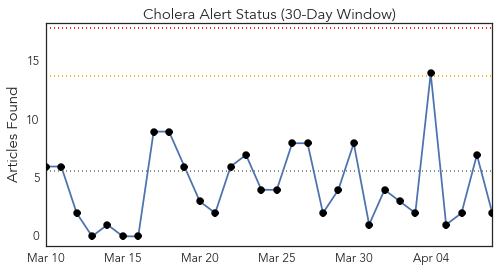 Cholera Alert Status (30-Day Window)
Articles Found
15
10
5
0
Mar 10 Mar 15 Mar 20 Mar 25 Mar 30 Apr 04